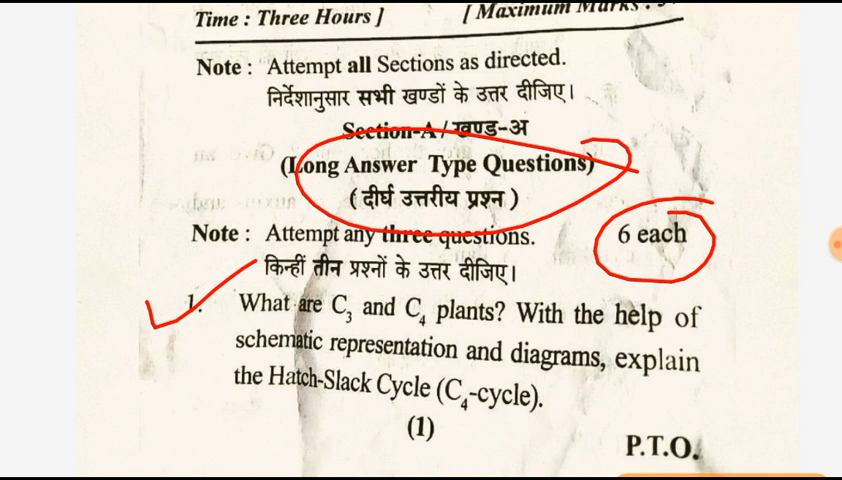 Time : Three Hours ]
[ Maximum Marks :
Note : Attempt all Sections as directed.
निर्देशानुसार सभी खण्डों के उत्तर दीजिए।
Section-A / खण्ड-अ
(Long Answer Type Questions)
( दीर्घ उत्तरीय प्रश्न )
Note : Attempt any three questions. 6 each
किन्हीं तीन प्रश्नों के उत्तर दीजिए।
1. What are C₃ and C₄ plants? With the help of
schematic representation and diagrams, explain
the Hatch-Slack Cycle (C₄-cycle).
(1)
P.T.O.